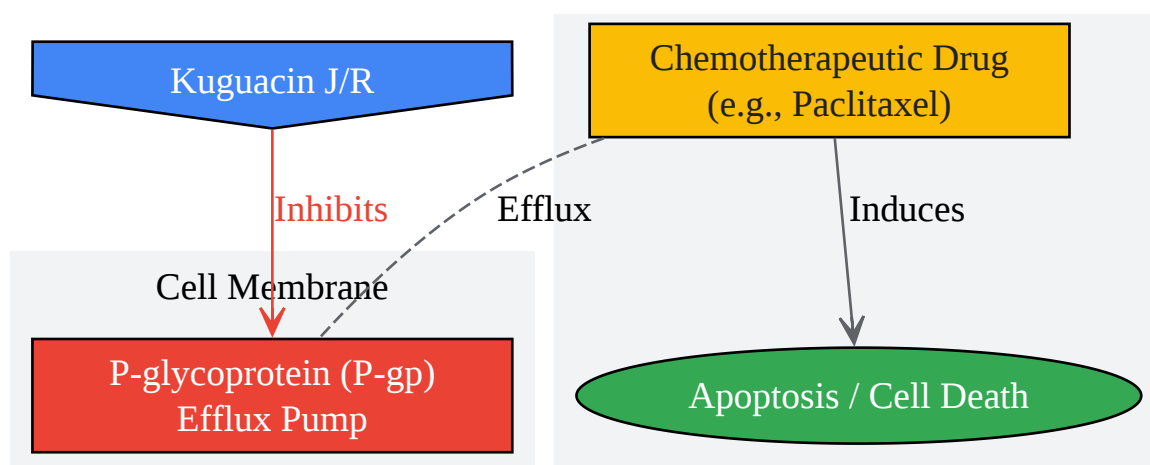 Kuguacin J/R
Chemotherapeutic Drug
(e.g., Paclitaxel)
Inhibits
Efflux
Induces
Cell Membrane
P-glycoprotein (P-gp)
Efflux Pump
Apoptosis / Cell Death